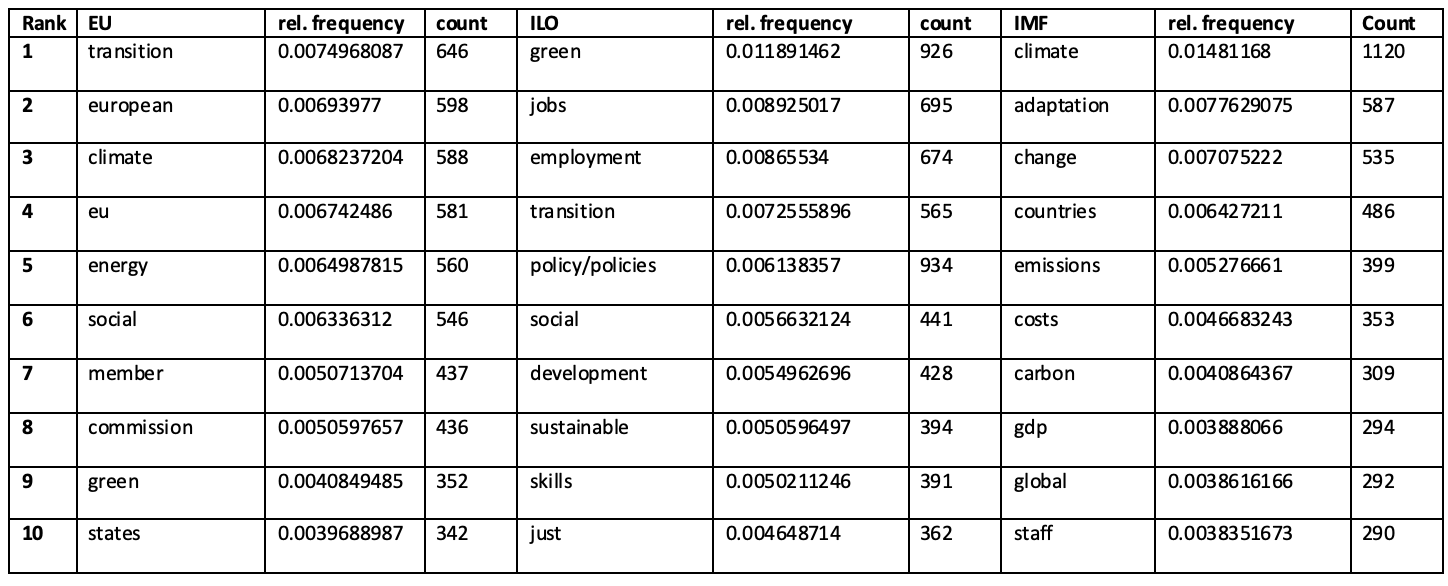 Rank EU rel. frequency count ILO rel. frequency count IMF rel. frequency Count
1 transition 0.0074968087 646 green 0.011891462 926 climate 0.01481168 1120
2 european 0.00693977 598 jobs 0.008925017 695 adaptation 0.0077629075 587
3 climate 0.0068237204 588 employment 0.00865534 674 change 0.007075222 535
4 eu 0.006742486 581 transition 0.0072555896 565 countries 0.006427211 486
5 energy 0.0064987815 560 policy/policies 0.006138357 934 emissions 0.005276661 399
6 social 0.006336312 546 social 0.0056632124 441 costs 0.0046683243 353
7 member 0.0050713704 437 development 0.0054962696 428 carbon 0.0040864367 309
8 commission 0.0050597657 436 sustainable 0.0050596497 394 gdp 0.003888066 294
9 green 0.0040849485 352 skills 0.0050211246 391 global 0.0038616166 292
10 states 0.0039688987 342 just 0.004648714 362 staff 0.0038351673 290